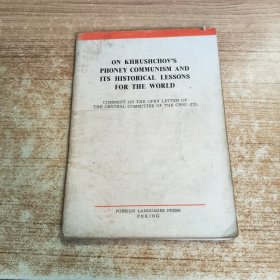 ON KHRUSHCHOV'S
PHONEY COMMUNISM AND
ITS HISTORICAL LESSONS
FOR THE WORLD
COMMENT ON THE OPEN LETTER OF
THE CENTRAL COMMITTEE OF THE CPSU (IX)
FOREIGN LANGUAGES PRESS
PEKING